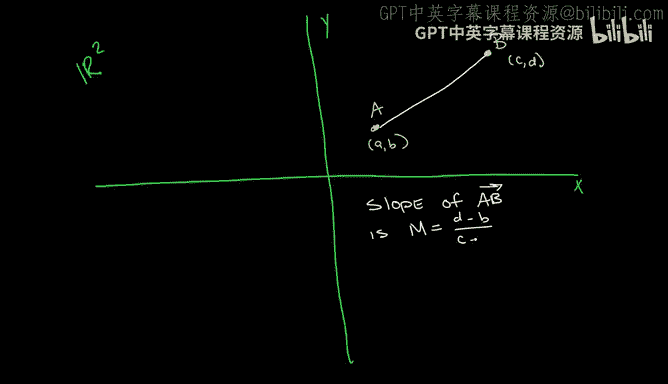 GPT中英字幕课程资源@bilibili.com
GPT中英字幕课程资源 bilibili
Y
ℝ²
B
(c,d)
A
(a,b)
X
SLOPE of A⃗B⃗
is M = d - b
c -